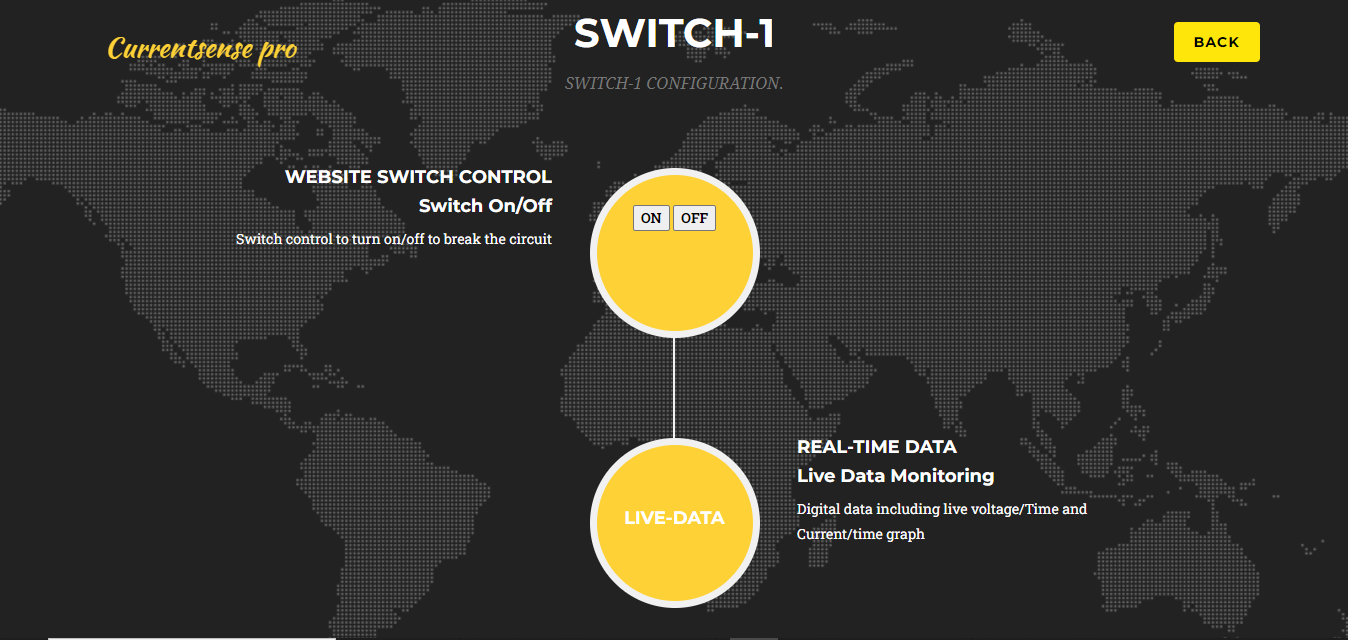 Currentsense pro
SWITCH-1
BACK
SWITCH-1 CONFIGURATION.
WEBSITE SWITCH CONTROL
Switch On/Off
Switch control to turn on/off to break the circuit
ON OFF
REAL-TIME DATA
Live Data Monitoring
Digital data including live voltage/Time and
Current/time graph
LIVE-DATA